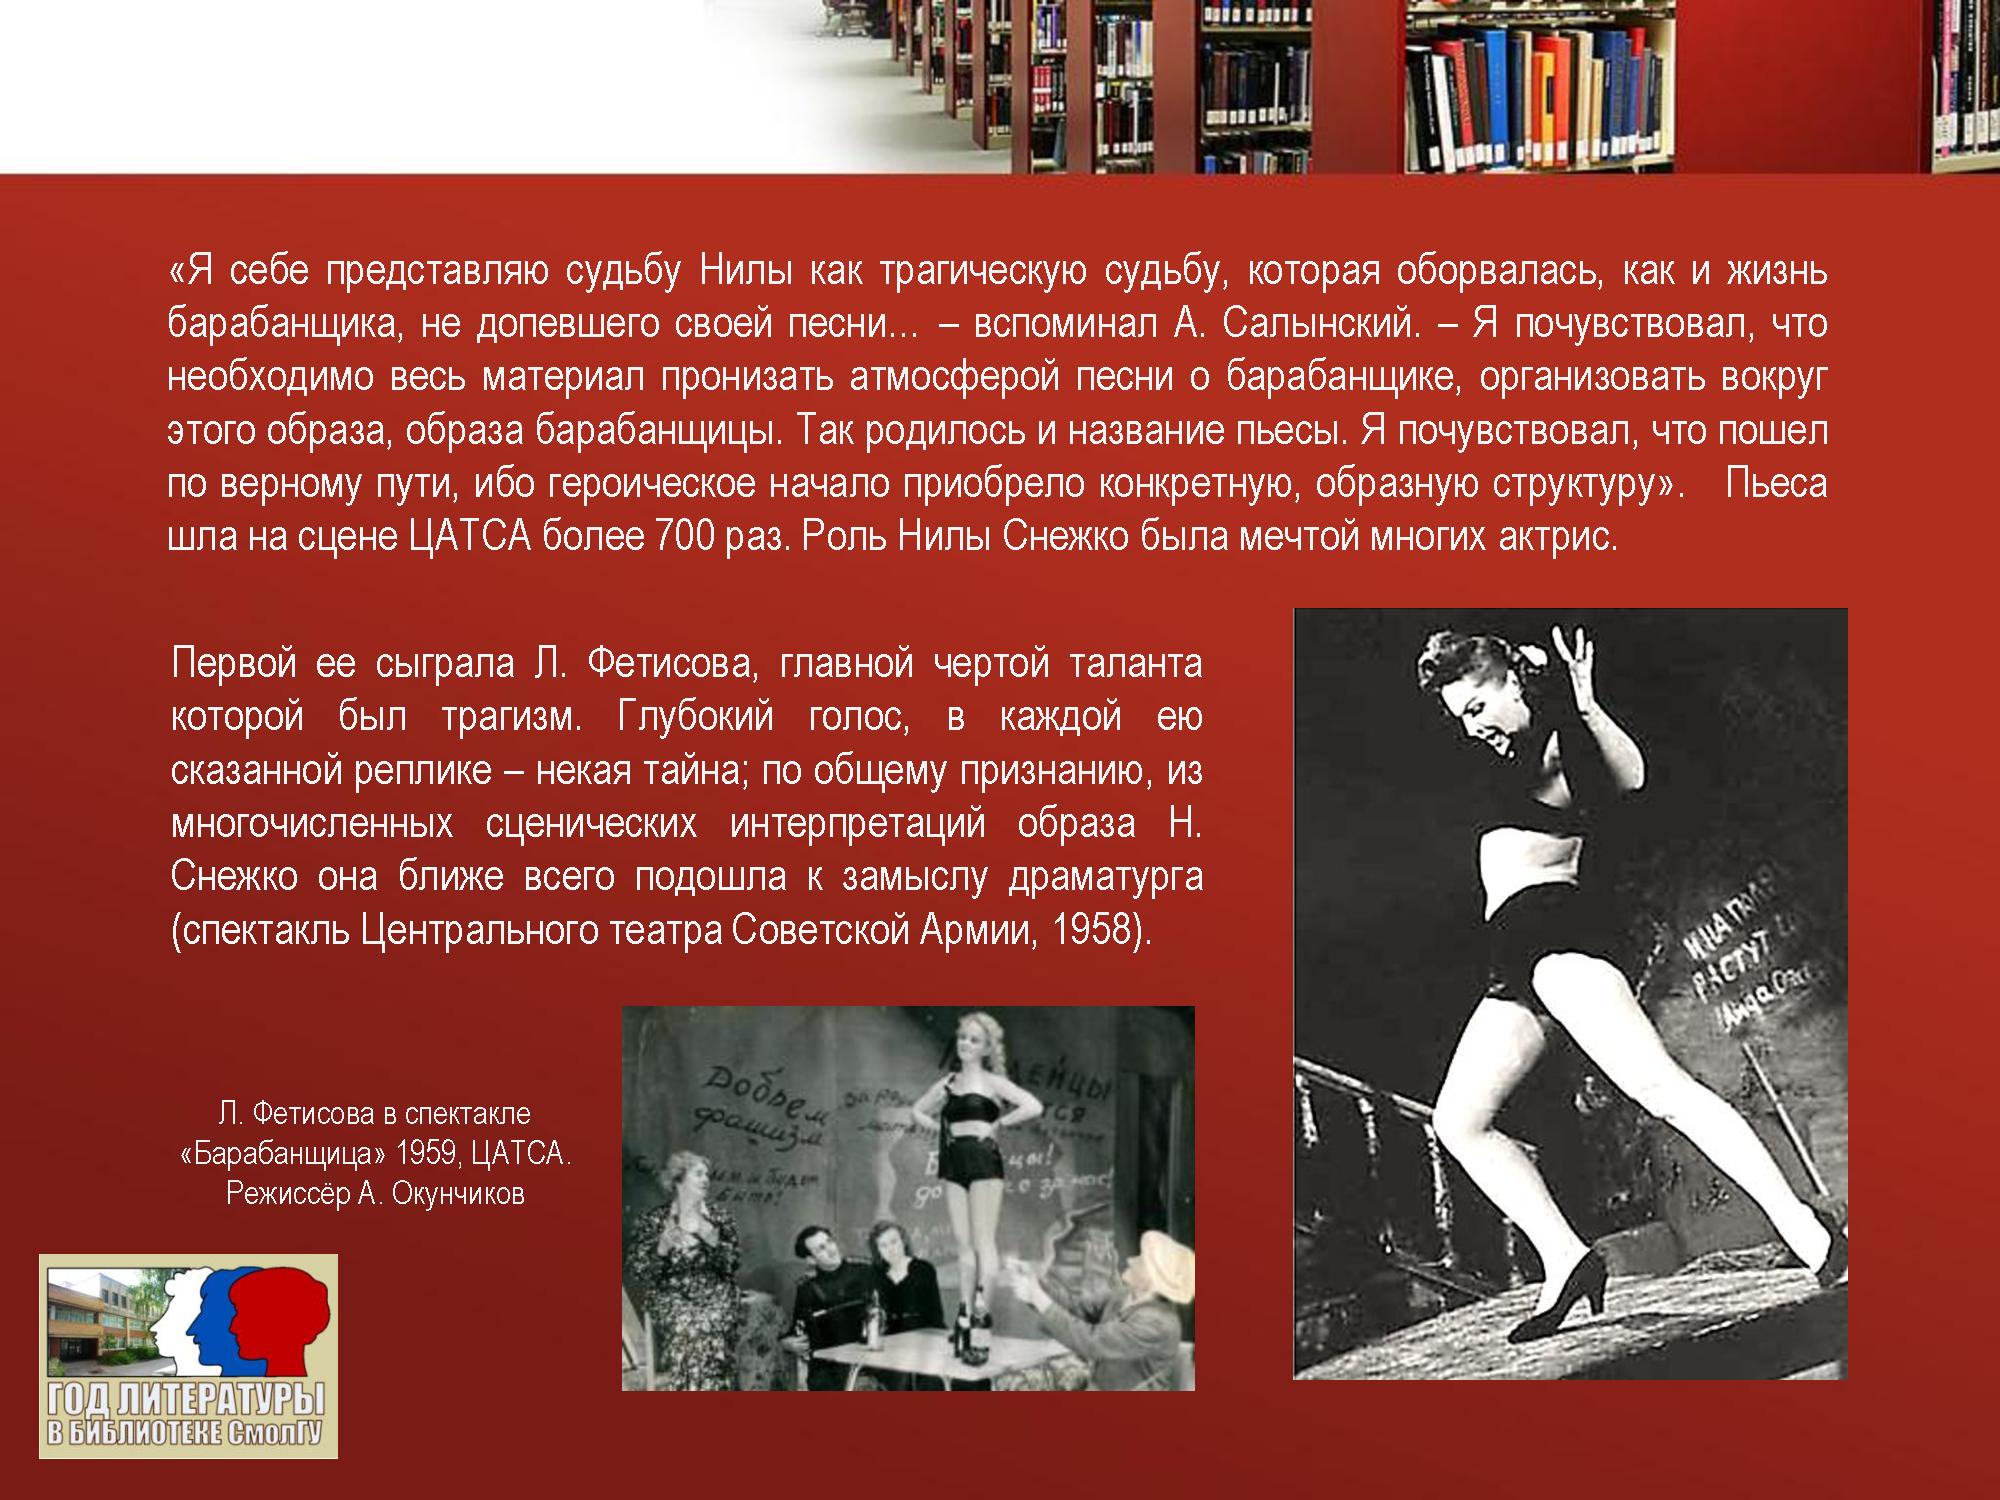 «Я себе представляю судьбу Нилы как трагическую судьбу, которая оборвалась, как и жизнь
барабанщика, не допевшего своей песни… – вспоминал А. Салынский. – Я почувствовал, что
необходимо весь материал пронизать атмосферой песни о барабанщике, организовать вокруг
этого образа, образа барабанщицы. Так родилось и название пьесы. Я почувствовал, что пошел
по верному пути, ибо героическое начало приобрело конкретную, образную структуру». Пьеса
шла на сцене ЦАТСА более 700 раз. Роль Нилы Снежко была мечтой многих актрис.
Первой ее сыграла Л. Фетисова, главной чертой таланта
которой был трагизм. Глубокий голос, в каждой ею
сказанной реплике – некая тайна; по общему признанию, из
многочисленных сценических интерпретаций образа Н.
Снежко она ближе всего подошла к замыслу драматурга
(спектакль Центрального театра Советской Армии, 1958).
РАСТУТ
Добьем
фашизм
Л. Фетисова в спектакле
«Барабанщица» 1959, ЦАТСА.
Режиссёр А. Окунчиков
ГОД ЛИТЕРАТУРЫ
В БИБЛИОТЕКЕ СмолГУ